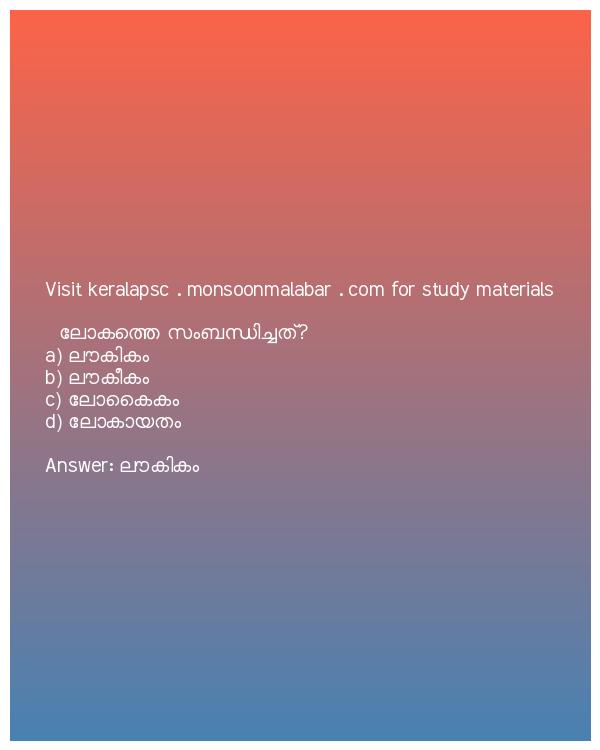 Visit keralapsc . monsoonmalabar . com for study materials
ലോകത്തെ സംബന്ധിച്ചത്?
a) ലൗകികം
b) ലൗകീകം
c) ലോകൈകം
d) ലോകായതം
Answer: ലൗകികം